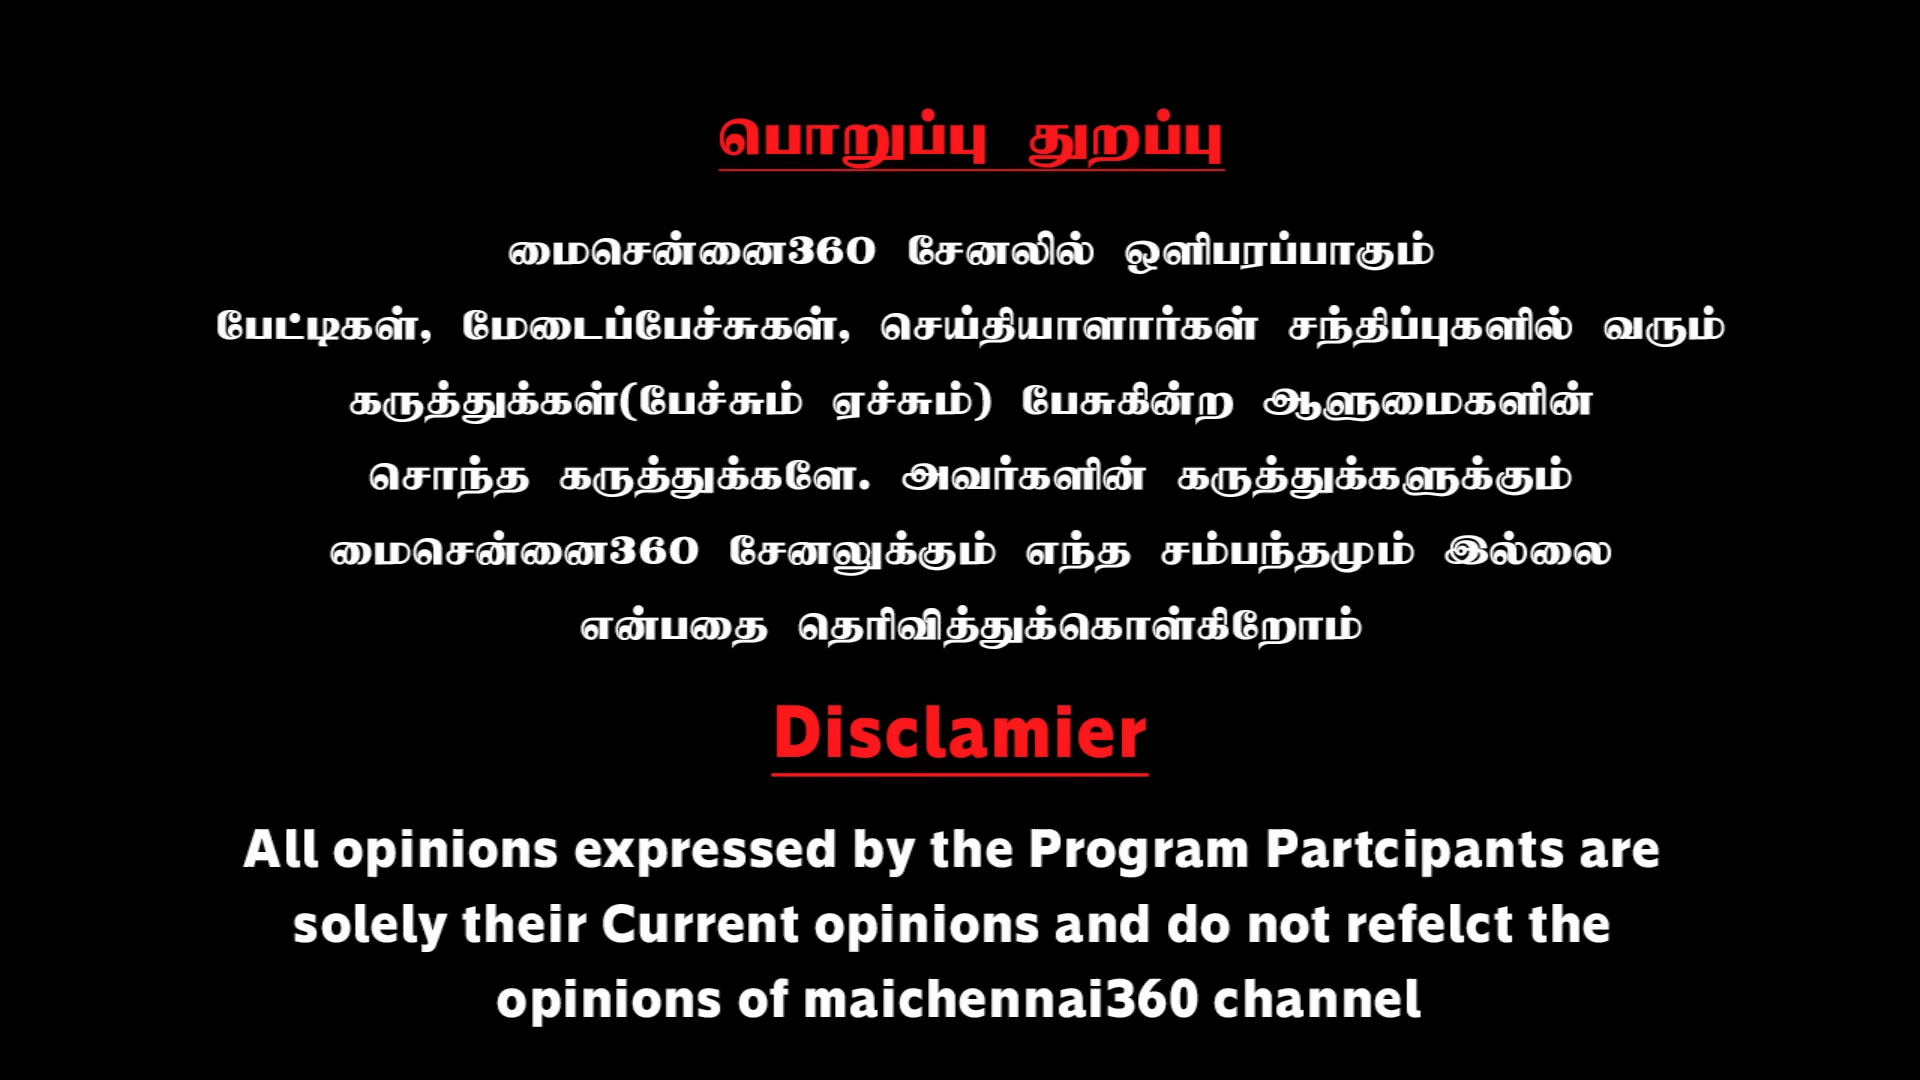 பொறுப்பு துறப்பு
மைசென்னை360 சேனலில் ஒளிபரப்பாகும்
பேட்டிகள், மேடைப்பேச்சுகள், செய்தியாளார்கள் சந்திப்புகளில் வரும்
கருத்துக்கள்(பேச்சும் ஏச்சும்) பேசுகின்ற ஆளுமைகளின்
சொந்த கருத்துக்களே. அவர்களின் கருத்துக்களுக்கும்
மைசென்னை360 சேனலுக்கும் எந்த சம்பந்தமும் இல்லை
என்பதை தெரிவித்துக்கொள்கிறோம்
Disclamier
All opinions expressed by the Program Partcipants are
solely their Current opinions and do not refelct the
opinions of maichennai360 channel